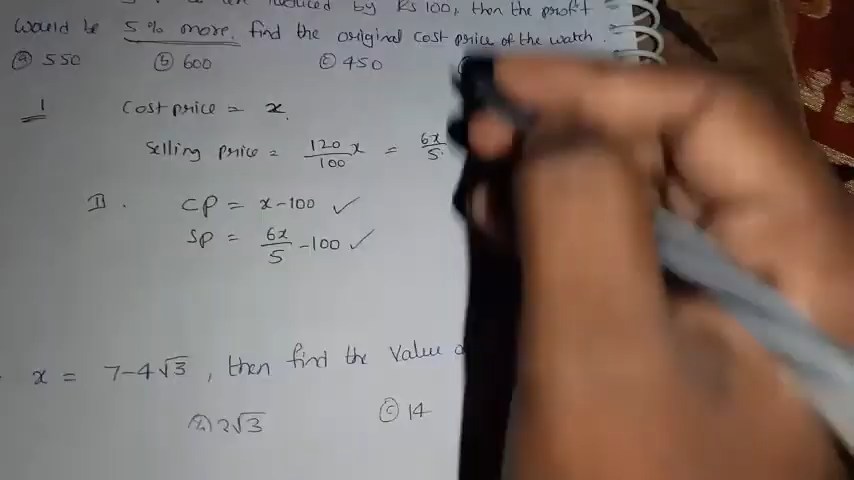 reduced by Rs 100, then the profit
would be 5% more. find the original cost price of the watch.
ⓐ 550 ⓑ 600 ⓒ 450
1 Cost price = x.
Selling price = 120/100 x = 6x/5.
II. CP = x-100 ✓
SP = 6x/5 - 100 ✓
x = 7-4√3, then find the value
2√3 ⓒ 14